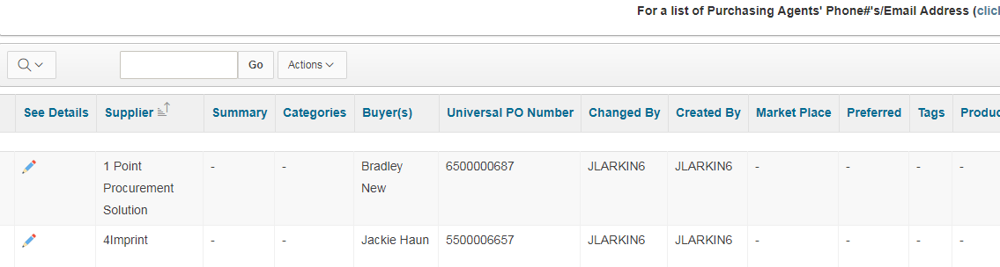 For a list of Purchasing Agents' Phone#'s/Email Address (clic
Go Actions
See Details Supplier Summary Categories Buyer(s) Universal PO Number Changed By Created By Market Place Preferred Tags Produc
1 Point Procurement Solution - - Bradley New 6500000687 JLARKIN6 JLARKIN6 - - - -
4Imprint - - Jackie Haun 5500006657 JLARKIN6 JLARKIN6 - - - -